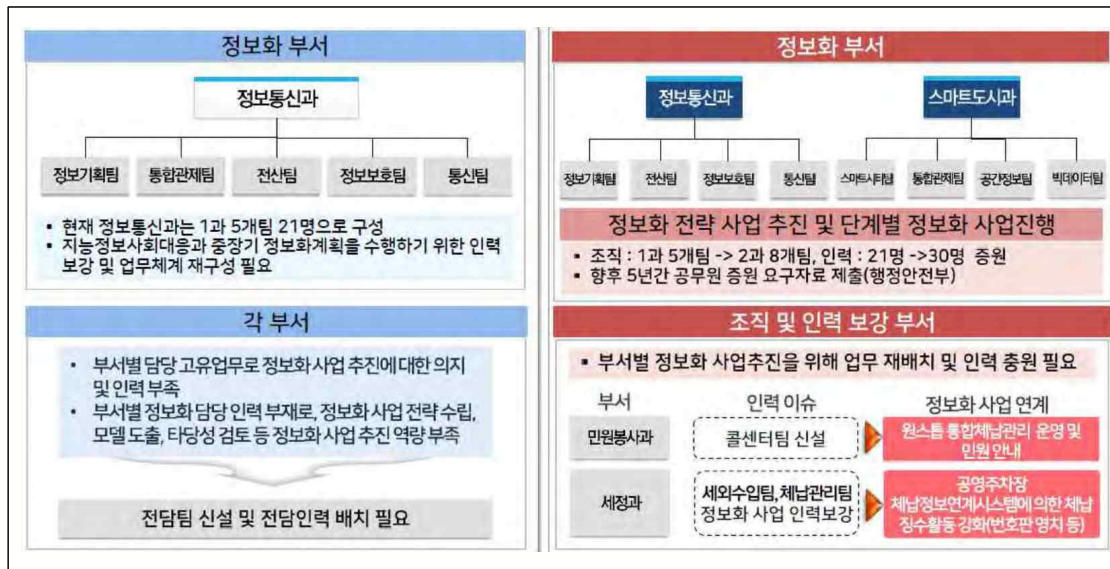 정보화 부서
정보통신과
정보기획팀 통합관제팀 전산팀 정보보호팀 통신팀
▪ 현재 정보통신과는 1과 5개팀 21명으로 구성
▪ 지능정보사회대응과 중장기 정보화계획을 수행하기 위한 인력
보강 및 업무체계 재구성 필요
각 부서
• 부서별 담당 고유업무로 정보화 사업 추진에 대한 의지
및 인력 부족
• 부서별 정보화 담당 인력 부재로, 정보화 사업 전략 수립,
모델 도출, 타당성 검토 등 정보화 사업 추진 역량 부족
전담팀 신설 및 전담인력 배치 필요
정보화 부서
정보통신과 스마트도시과
정보기획팀 전산팀 정보보호팀 통신팀 스마트시티팀 통합관제팀 공간정보팀 빅데이터팀
정보화 전략 사업 추진 및 단계별 정보화 사업진행
▪ 조직 : 1과 5개팀 -> 2과 8개팀, 인력 : 21명 ->30명 증원
▪ 향후 5년간 공무원 증원 요구자료 제출(행정안전부)
조직 및 인력 보강 부서
▪ 부서별 정보화 사업추진을 위해 업무 재배치 및 인력 충원 필요
부서 인력 이슈 정보화 사업 연계
민원봉사과 콜센터팀 신설 원스톱 통합체납관리 운영 및
민원 안내
세정과 세외수입팀, 체납관리팀
정보화 사업 인력보강
공영주차장
체납정보연계시스템에 의한 체납
징수활동 강화(번호판 영치 등)